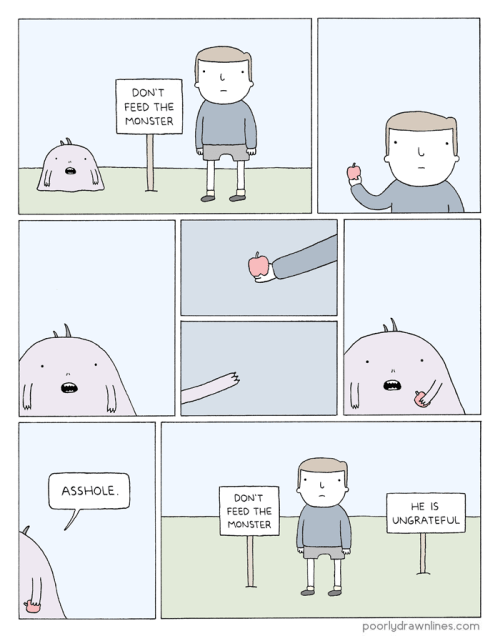 DON'T
FEED THE
MONSTER
ASSHOLE.
DON'T
FEED THE
MONSTER
HE IS
UNGRATEFUL
poorlydrawnlines.com